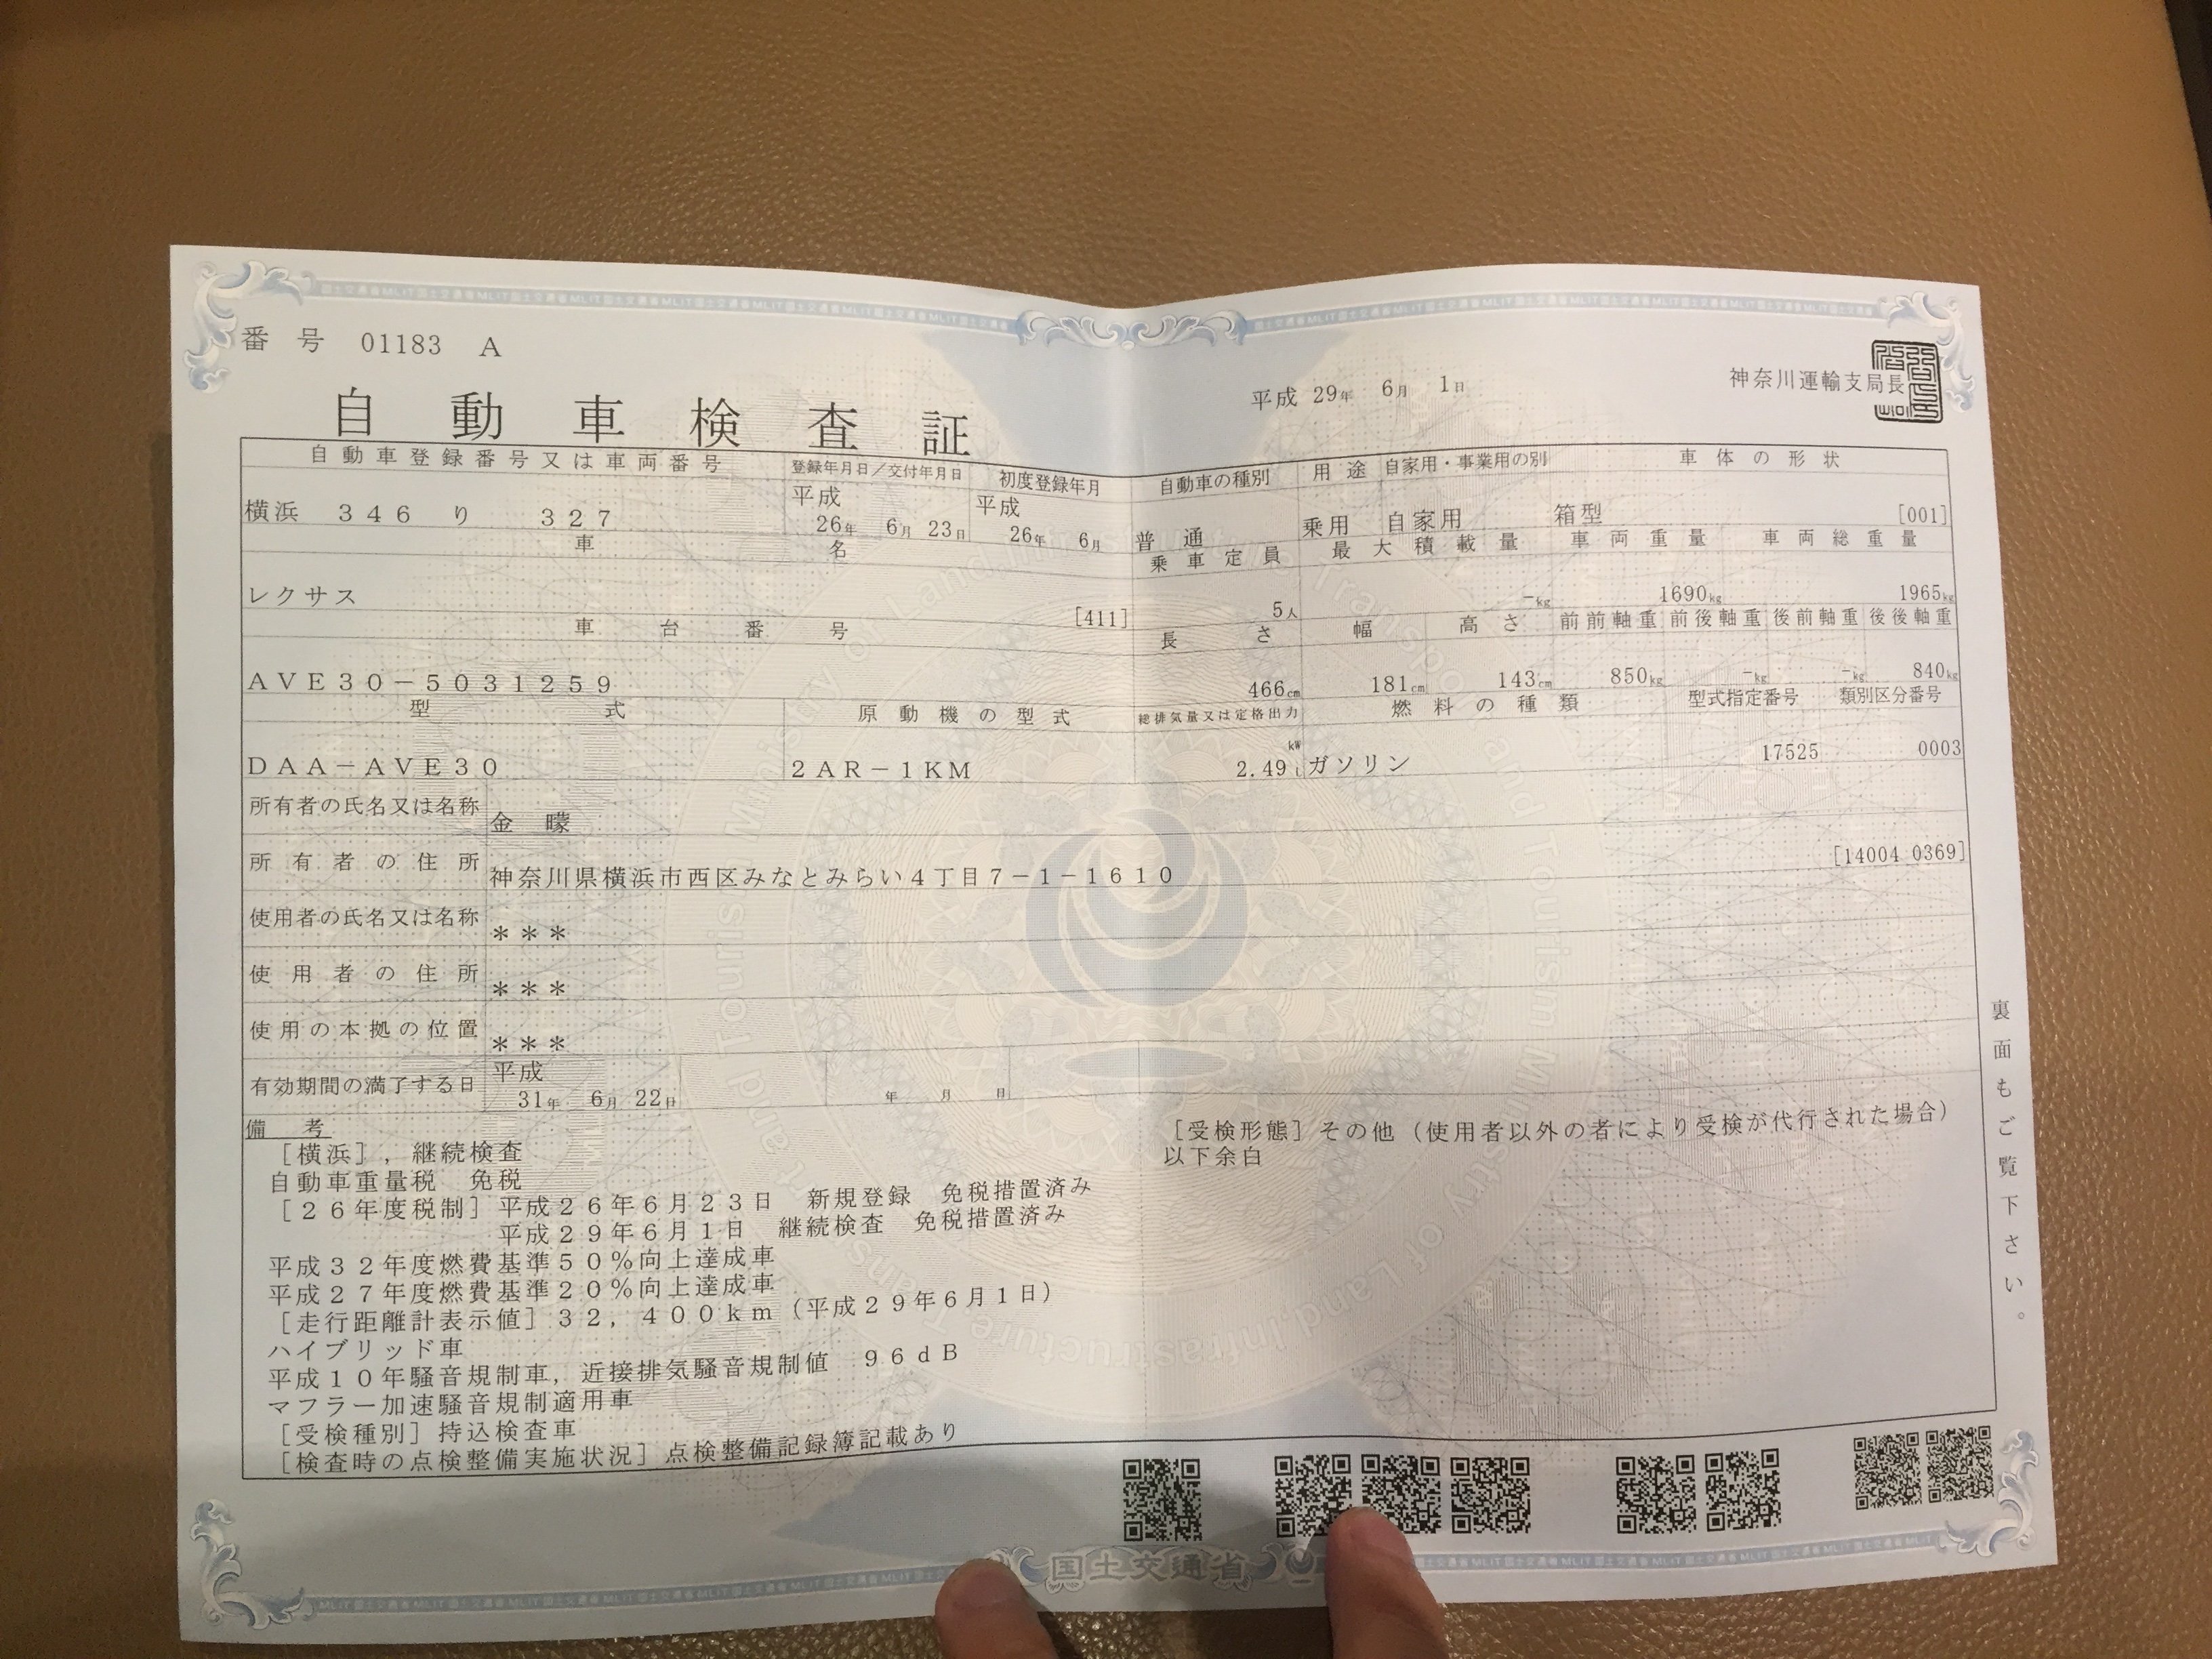 番号 01183 A
自動車検査証
平成 29年 6月 1日
神奈川運輸支局長
自動車登録番号又は車両番号 登録年月日／交付年月日 初度登録年月 自動車の種別 用途 自家用・事業用の別 車体の形状
横浜 346 り 327 平成 26年 6月 23日 平成 26年 6月 普通 乗用 自家用 箱型 [001]
車名 乗車定員 最大積載量 車両重量 車両総重量
レクサス [411] 5人 -kg 1690kg 1965kg
車台番号 長さ 幅 高さ 前前軸重 前後軸重 後前軸重 後後軸重
AVE30-5031259 466cm 181cm 143cm 850kg -kg -kg 840kg
型式 原動機の型式 総排気量又は定格出力 燃料の種類 型式指定番号 類別区分番号
DAA-AVE30 2AR-1KM 2.49 kW L ガソリン 17525 0003
所有者の氏名又は名称 金 曚
所有者の住所 神奈川県横浜市西区みなとみらい４丁目７－１－１６１０ [14004 0369]
使用者の氏名又は名称 ＊＊＊
使用者の住所 ＊＊＊
使用の本拠の位置 ＊＊＊
有効期間の満了する日 平成 31年 6月 22日 年 月 日
備考
［横浜］，継続検査
自動車重量税 免税
［２６年度税制］平成２６年６月２３日 新規登録 免税措置済み
平成２９年６月１日 継続検査 免税措置済み
平成３２年度燃費基準５０％向上達成車
平成２７年度燃費基準２０％向上達成車
［走行距離計表示値］３２，４００ｋｍ（平成２９年６月１日）
ハイブリッド車
平成１０年騒音規制車，近接排気騒音規制値 ９６ｄＢ
マフラー加速騒音規制適用車
［受検種別］持込検査車
［検査時の点検整備実施状況］点検整備記録簿記載あり
［受検形態］その他（使用者以外の者により受検が代行された場合）
以下余白
裏面もご覧下さい。
国土交通省